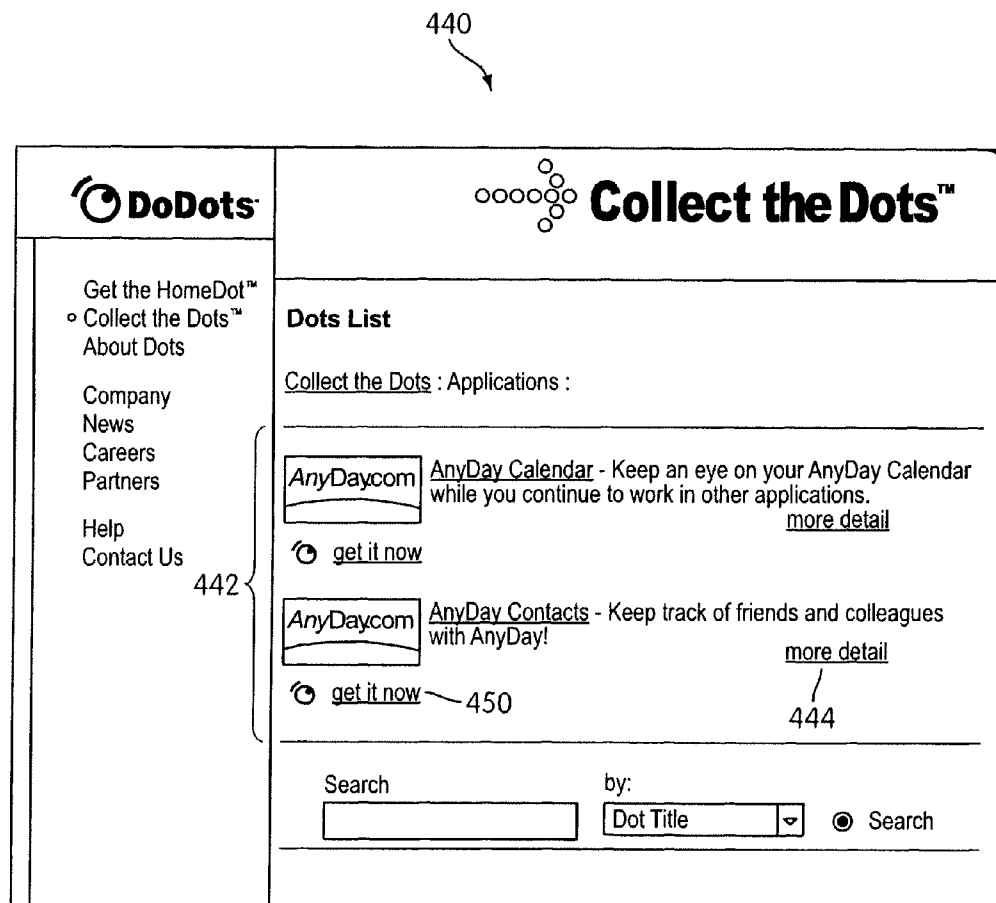 440
DoDots
Collect the Dots™
Get the HomeDot™
Collect the Dots™
About Dots
Company
News
Careers
Partners
Help
Contact Us
442
Dots List
Collect the Dots : Applications :
AnyDay.com
AnyDay Calendar - Keep an eye on your AnyDay Calendar
while you continue to work in other applications.
more detail
get it now
AnyDay.com
AnyDay Contacts - Keep track of friends and colleagues
with AnyDay!
more detail
get it now
450
444
Search
by:
Dot Title
Search